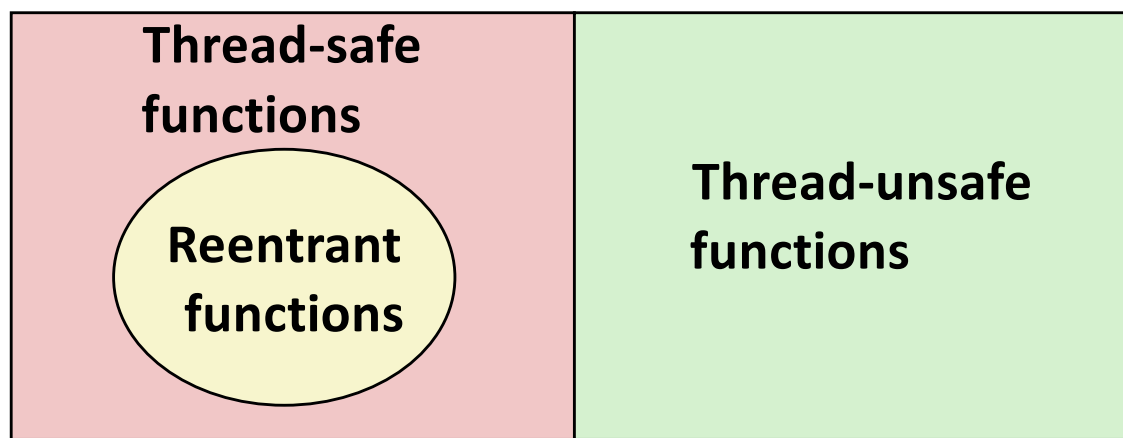 Thread-safe
functions
Reentrant
functions
Thread-unsafe
functions